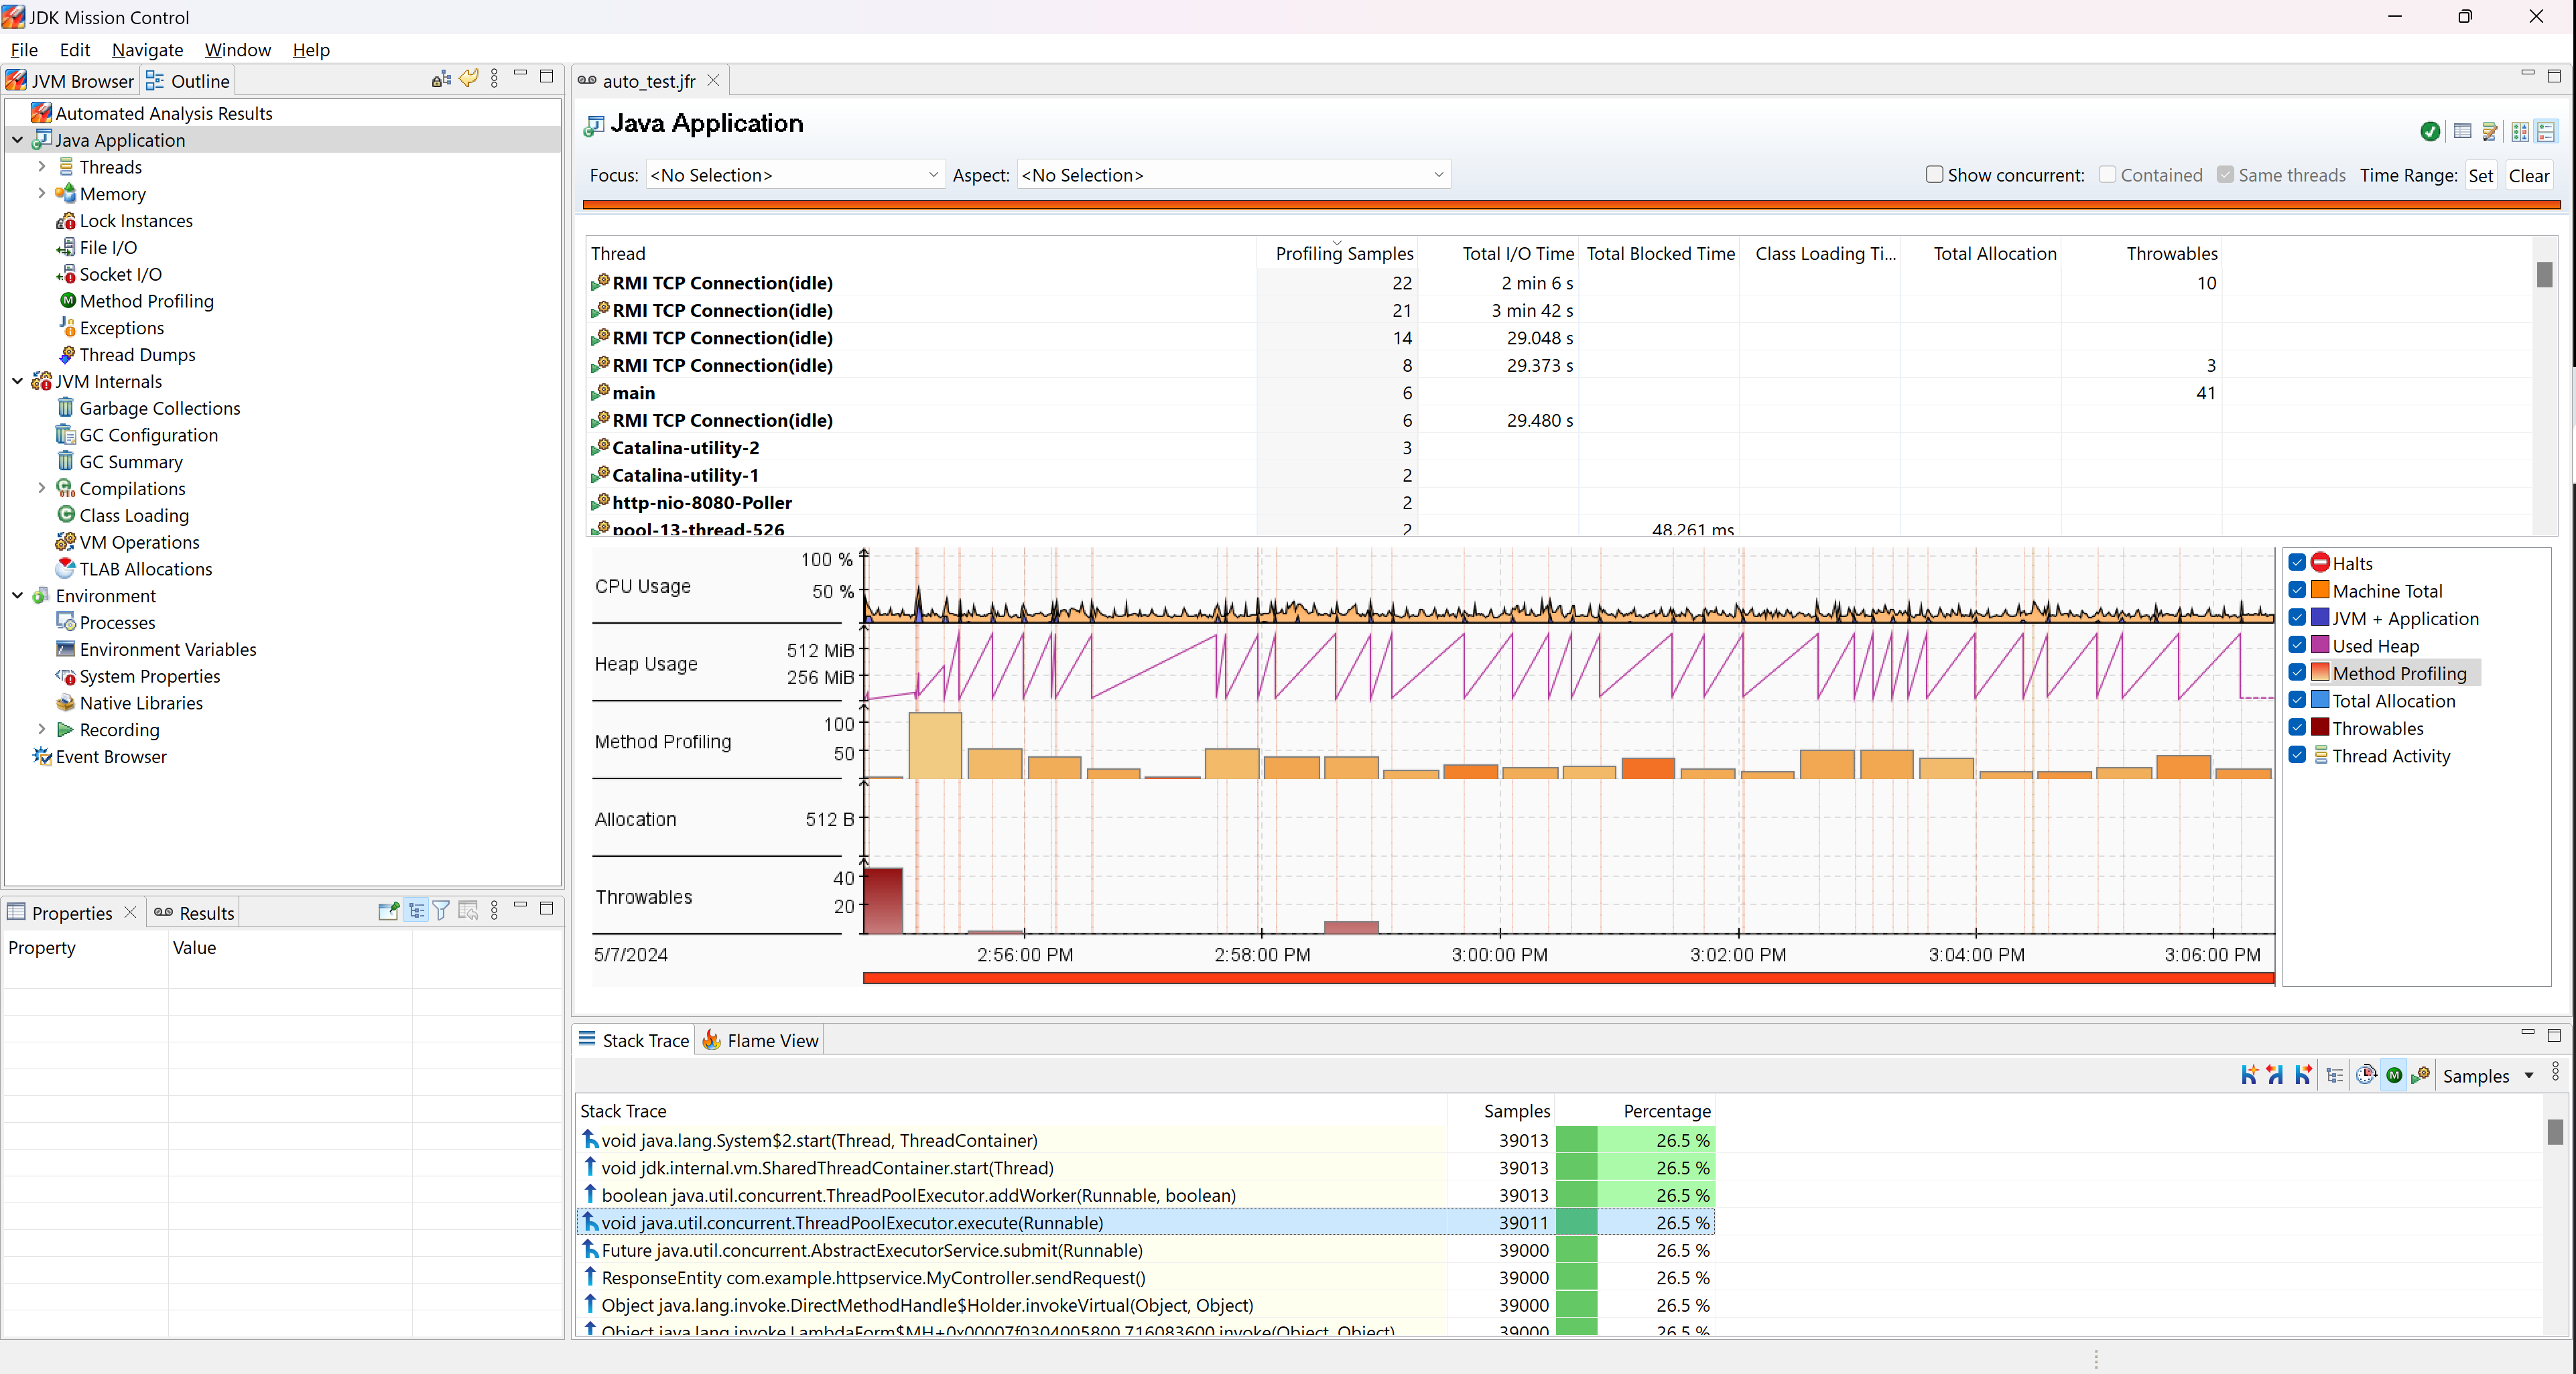 JDK Mission Control
File Edit Navigate Window Help
JVM Browser Outline
Automated Analysis Results
Java Application
Threads
Memory
Lock Instances
File I/O
Socket I/O
Method Profiling
Exceptions
Thread Dumps
JVM Internals
Garbage Collections
GC Configuration
GC Summary
Compilations
Class Loading
VM Operations
TLAB Allocations
Environment
Processes
Environment Variables
System Properties
Native Libraries
Recording
Event Browser
Properties Results
Property Value
auto_test.jfr
Java Application
Focus: <No Selection> Aspect: <No Selection> Show concurrent: Contained Same threads Time Range: Set Clear
Thread Profiling Samples Total I/O Time Total Blocked Time Class Loading Ti... Total Allocation Throwables
RMI TCP Connection(idle) 22 2 min 6 s 10
RMI TCP Connection(idle) 21 3 min 42 s
RMI TCP Connection(idle) 14 29.048 s
RMI TCP Connection(idle) 8 29.373 s 3
main 6 41
RMI TCP Connection(idle) 6 29.480 s
Catalina-utility-2 3
Catalina-utility-1 2
http-nio-8080-Poller 2
pool-13-thread-526 2 48.261 ms
CPU Usage 100 % 50 %
Heap Usage 512 MiB 256 MiB
Method Profiling 100 50
Allocation 512 B
Throwables 40 20
5/7/2024 2:56:00 PM 2:58:00 PM 3:00:00 PM 3:02:00 PM 3:04:00 PM 3:06:00 PM
Halts
Machine Total
JVM + Application
Used Heap
Method Profiling
Total Allocation
Throwables
Thread Activity
Stack Trace Flame View
Samples
Stack Trace Samples Percentage
void java.lang.System$2.start(Thread, ThreadContainer) 39013 26.5 %
void jdk.internal.vm.SharedThreadContainer.start(Thread) 39013 26.5 %
boolean java.util.concurrent.ThreadPoolExecutor.addWorker(Runnable, boolean) 39013 26.5 %
void java.util.concurrent.ThreadPoolExecutor.execute(Runnable) 39011 26.5 %
Future java.util.concurrent.AbstractExecutorService.submit(Runnable) 39000 26.5 %
ResponseEntity com.example.httpservice.MyController.sendRequest() 39000 26.5 %
Object java.lang.invoke.DirectMethodHandle$Holder.invokeVirtual(Object, Object) 39000 26.5 %
Object java.lang.invoke.LambdaForm$MH+0x00007f0304005800.716083600.invoke(Object, Object) 39000 26.5 %